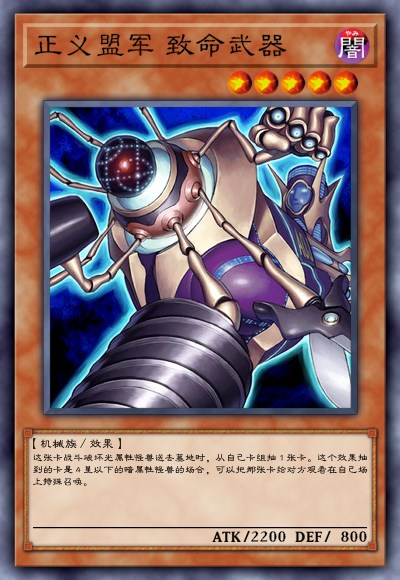 正义盟军 致命武器
やみ
闇
【机械族／效果】
这张卡战斗破坏光属性怪兽送去墓地时，从自己卡组抽1张卡。这个效果抽
到的卡是4星以下的暗属性怪兽的场合，可以把那张卡给对方观看在自己场
上特殊召唤。
ATK/2200 DEF/ 800